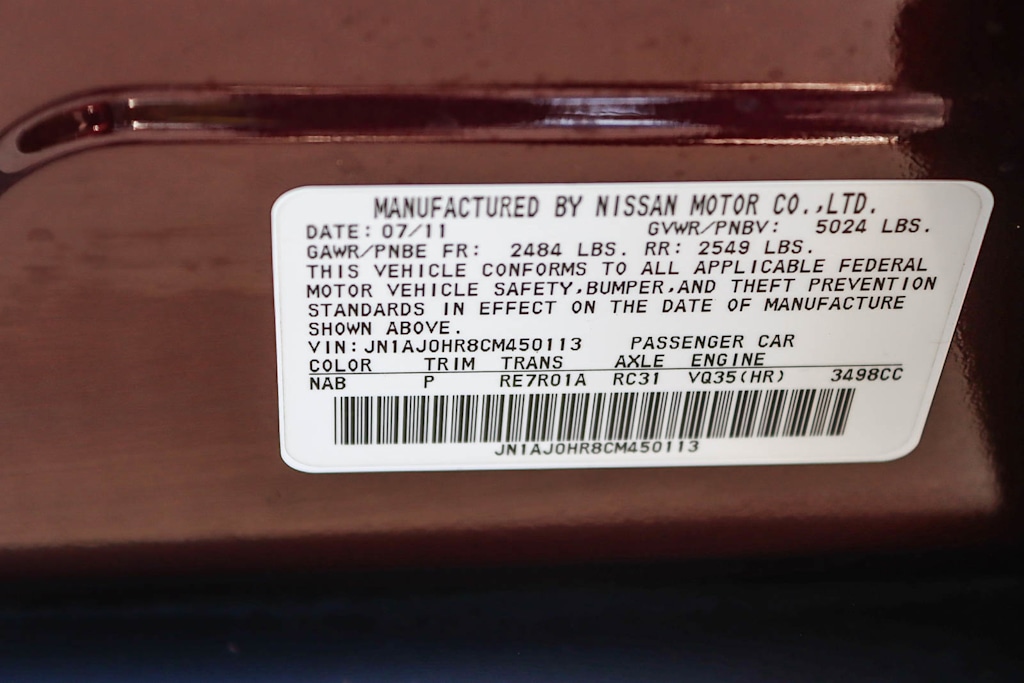 MANUFACTURED BY NISSAN MOTOR CO.,LTD.
DATE: 07/11 GVWR/PNBV: 5024 LBS.
GAWR/PNBE FR: 2484 LBS. RR: 2549 LBS.
THIS VEHICLE CONFORMS TO ALL APPLICABLE FEDERAL
MOTOR VEHICLE SAFETY,BUMPER,AND THEFT PREVENTION
STANDARDS IN EFFECT ON THE DATE OF MANUFACTURE
SHOWN ABOVE.
VIN:JN1AJ0HR8CM450113 PASSENGER CAR
COLOR TRIM TRANS AXLE ENGINE
NAB P RE7R01A RC31 VQ35(HR) 3498CC
JN1AJ0HR8CM450113